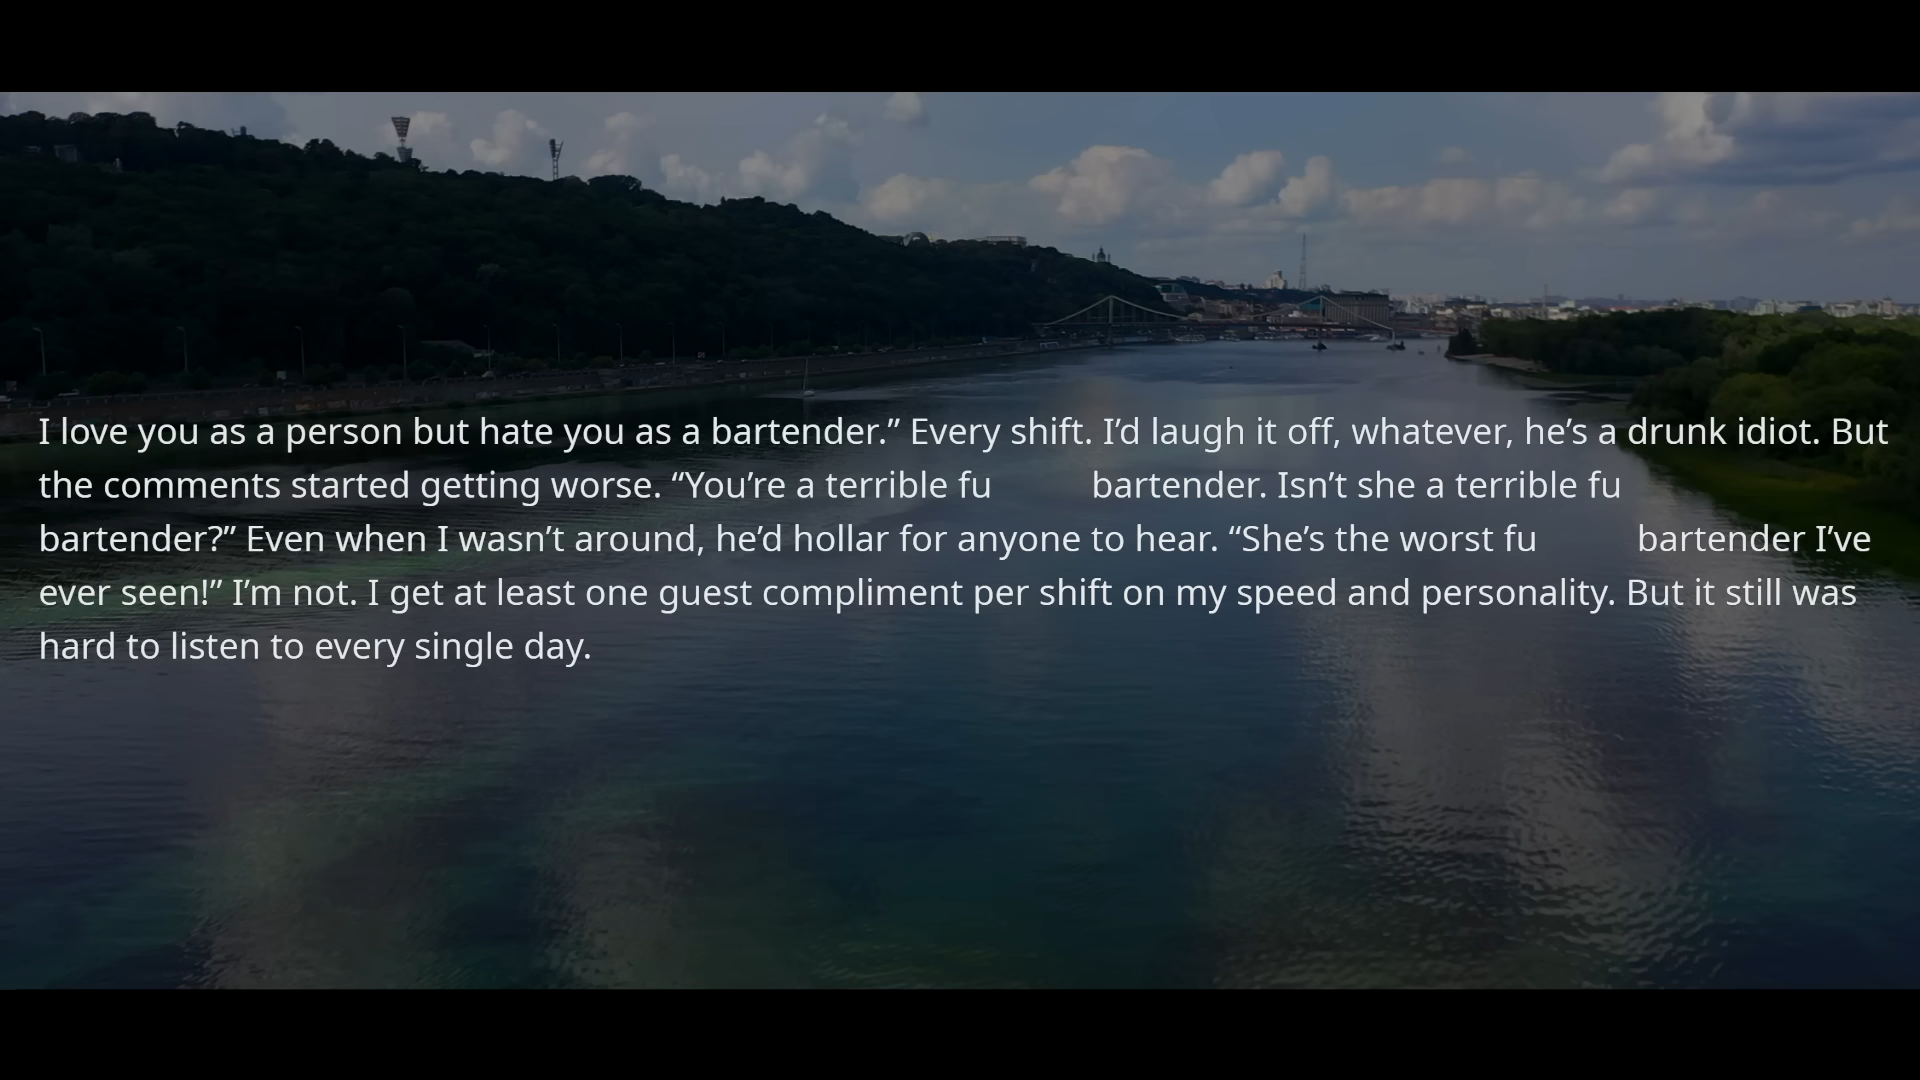 I love you as a person but hate you as a bartender.” Every shift. I’d laugh it off, whatever, he’s a drunk idiot. But
the comments started getting worse. “You’re a terrible fu bartender. Isn’t she a terrible fu
bartender?” Even when I wasn’t around, he’d hollar for anyone to hear. “She’s the worst fu bartender I’ve
ever seen!” I’m not. I get at least one guest compliment per shift on my speed and personality. But it still was
hard to listen to every single day.